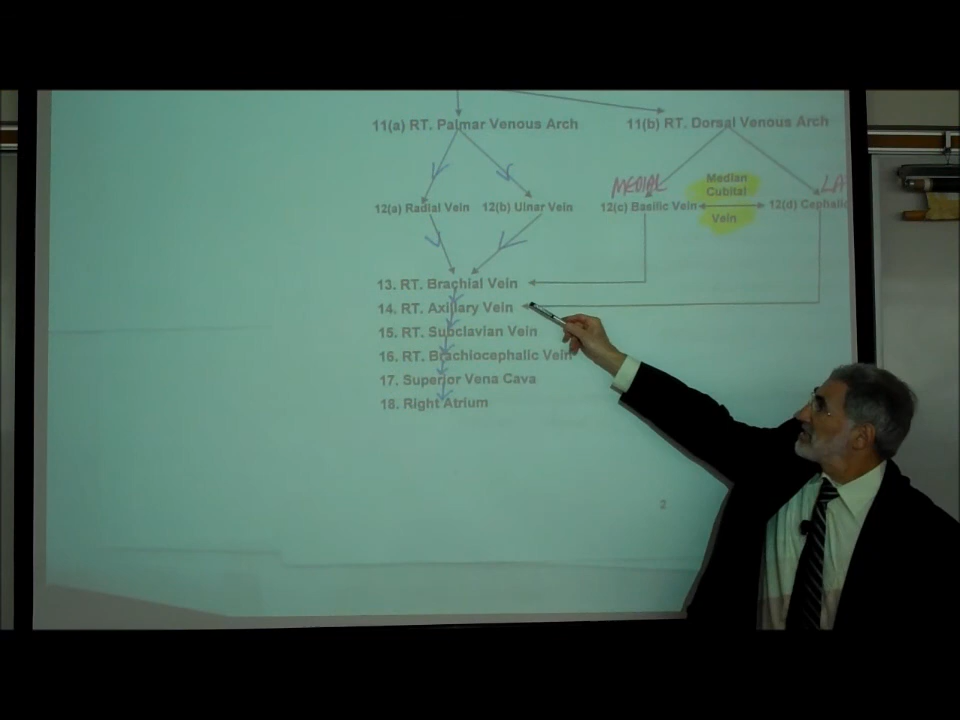 11(a) RT. Palmar Venous Arch
11(b) RT. Dorsal Venous Arch
MEDIAL
Median
Cubital
Vein
LA
12(a) Radial Vein
12(b) Ulnar Vein
12(c) Basilic Vein
12(d) Cephalic
13. RT. Brachial Vein
14. RT. Axillary Vein
15. RT. Subclavian Vein
16. RT. Brachiocephalic Vein
17. Superior Vena Cava
18. Right Atrium
2